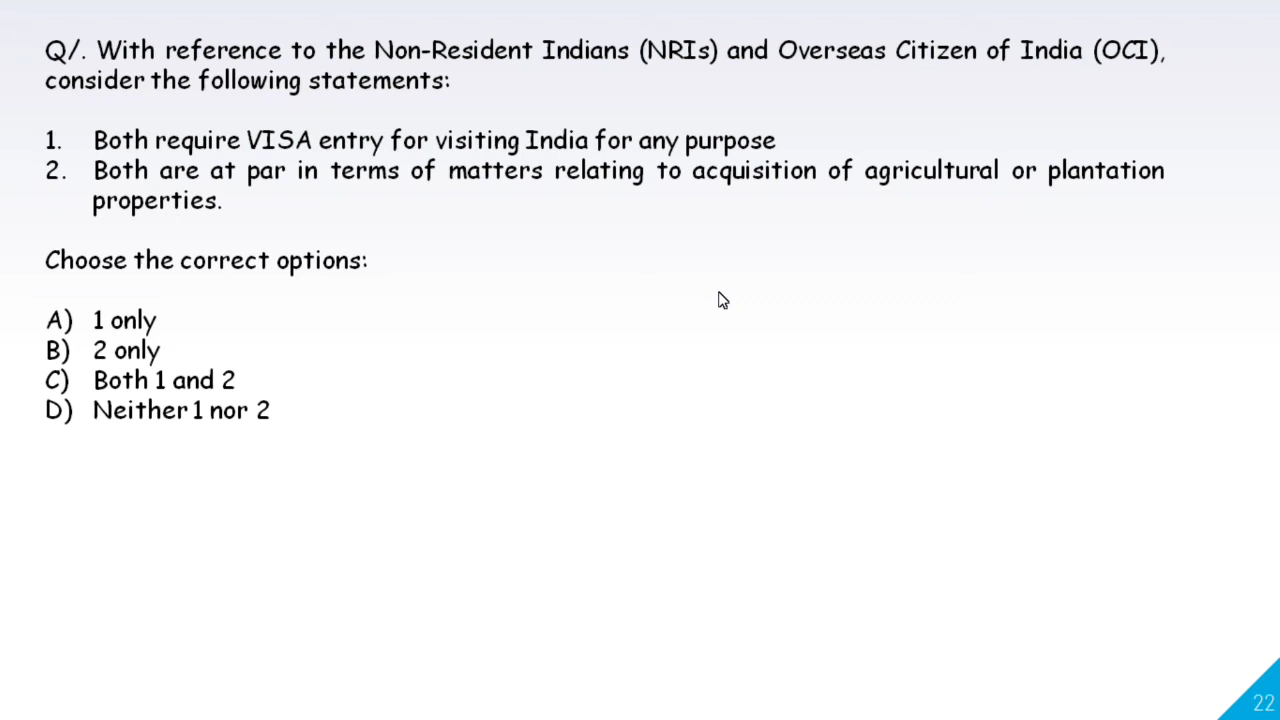 Q/. With reference to the Non-Resident Indians (NRIs) and Overseas Citizen of India (OCI),
consider the following statements:
1. Both require VISA entry for visiting India for any purpose
2. Both are at par in terms of matters relating to acquisition of agricultural or plantation
properties.
Choose the correct options:
A) 1 only
B) 2 only
C) Both 1 and 2
D) Neither 1 nor 2
22